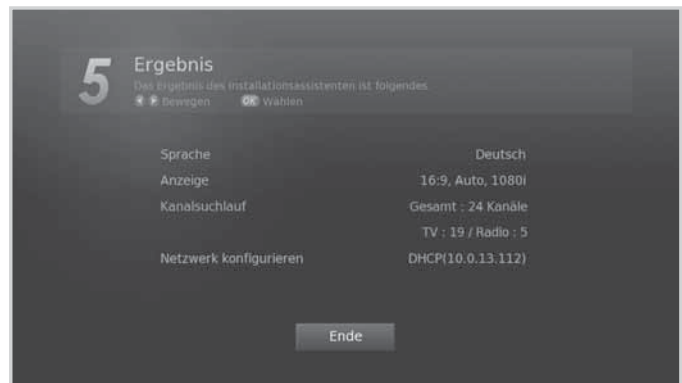 5 Ergebnis
Das Ergebnis des Installationsassistenten ist folgendes
Bewegen OK Wählen
Sprache Deutsch
Anzeige 16:9, Auto, 1080i
Kanalsuchlauf Gesamt : 24 Kanäle
TV : 19 / Radio : 5
Netzwerk konfigurieren DHCP(10.0.13.112)
Ende